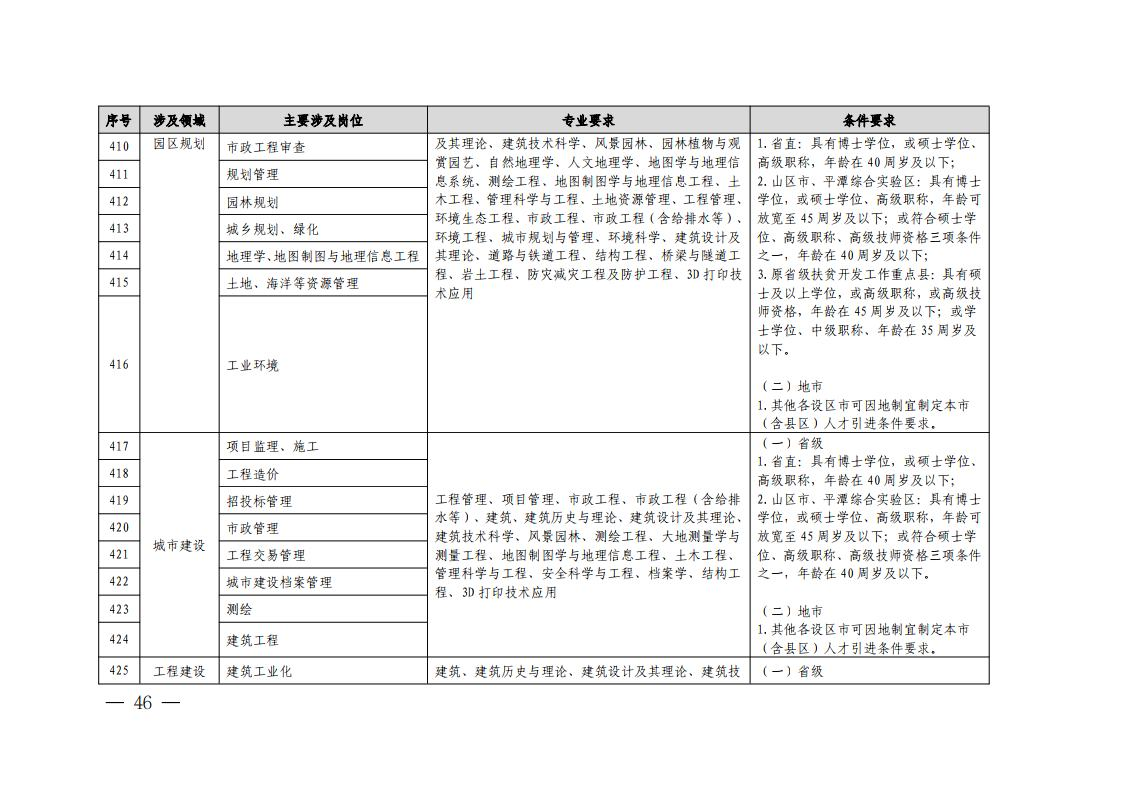 序号 涉及领域 主要涉及岗位 专业要求 条件要求
410 园区规划 市政工程审查
411 规划管理
412 园林规划
413 城乡规划、绿化
414 地理学、地图制图与地理信息工程
415 土地、海洋等资源管理
416 工业环境
及其理论、建筑技术科学、风景园林、园林植物与观
赏园艺、自然地理学、人文地理学、地图学与地理信
息系统、测绘工程、地图制图学与地理信息工程、土
木工程、管理科学与工程、土地资源管理、工程管理、
环境生态工程、市政工程、市政工程（含给排水等）、
环境工程、城市规划与管理、环境科学、建筑设计及
其理论、道路与铁道工程、结构工程、桥梁与隧道工
程、岩土工程、防灾减灾工程及防护工程、3D 打印技
术应用
1.省直：具有博士学位，或硕士学位、
高级职称，年龄在 40 周岁及以下；
2.山区市、平潭综合实验区：具有博士
学位，或硕士学位、高级职称，年龄可
放宽至 45 周岁及以下；或符合硕士学
位、高级职称、高级技师资格三项条件
之一，年龄在 40 周岁及以下；
3.原省级扶贫开发工作重点县：具有硕
士及以上学位，或高级职称，或高级技
师资格，年龄在 45 周岁及以下；或学
士学位、中级职称、年龄在 35 周岁及
以下。
（二）地市
1.其他各设区市可因地制宜制定本市
（含县区）人才引进条件要求。
417 项目监理、施工
418 工程造价
419 招投标管理
420 市政管理
城市建设
421 工程交易管理
422 城市建设档案管理
423 测绘
424 建筑工程
工程管理、项目管理、市政工程、市政工程（含给排
水等）、建筑、建筑历史与理论、建筑设计及其理论、
建筑技术科学、风景园林、测绘工程、大地测量学与
测量工程、地图制图学与地理信息工程、土木工程、
管理科学与工程、安全科学与工程、档案学、结构工
程、3D 打印技术应用
（一）省级
1.省直：具有博士学位，或硕士学位、
高级职称，年龄在 40 周岁及以下；
2.山区市、平潭综合实验区：具有博士
学位，或硕士学位、高级职称，年龄可
放宽至 45 周岁及以下；或符合硕士学
位、高级职称、高级技师资格三项条件
之一，年龄在 40 周岁及以下。
（二）地市
1.其他各设区市可因地制宜制定本市
（含县区）人才引进条件要求。
425 工程建设 建筑工业化 建筑、建筑历史与理论、建筑设计及其理论、建筑技 （一）省级
— 46 —